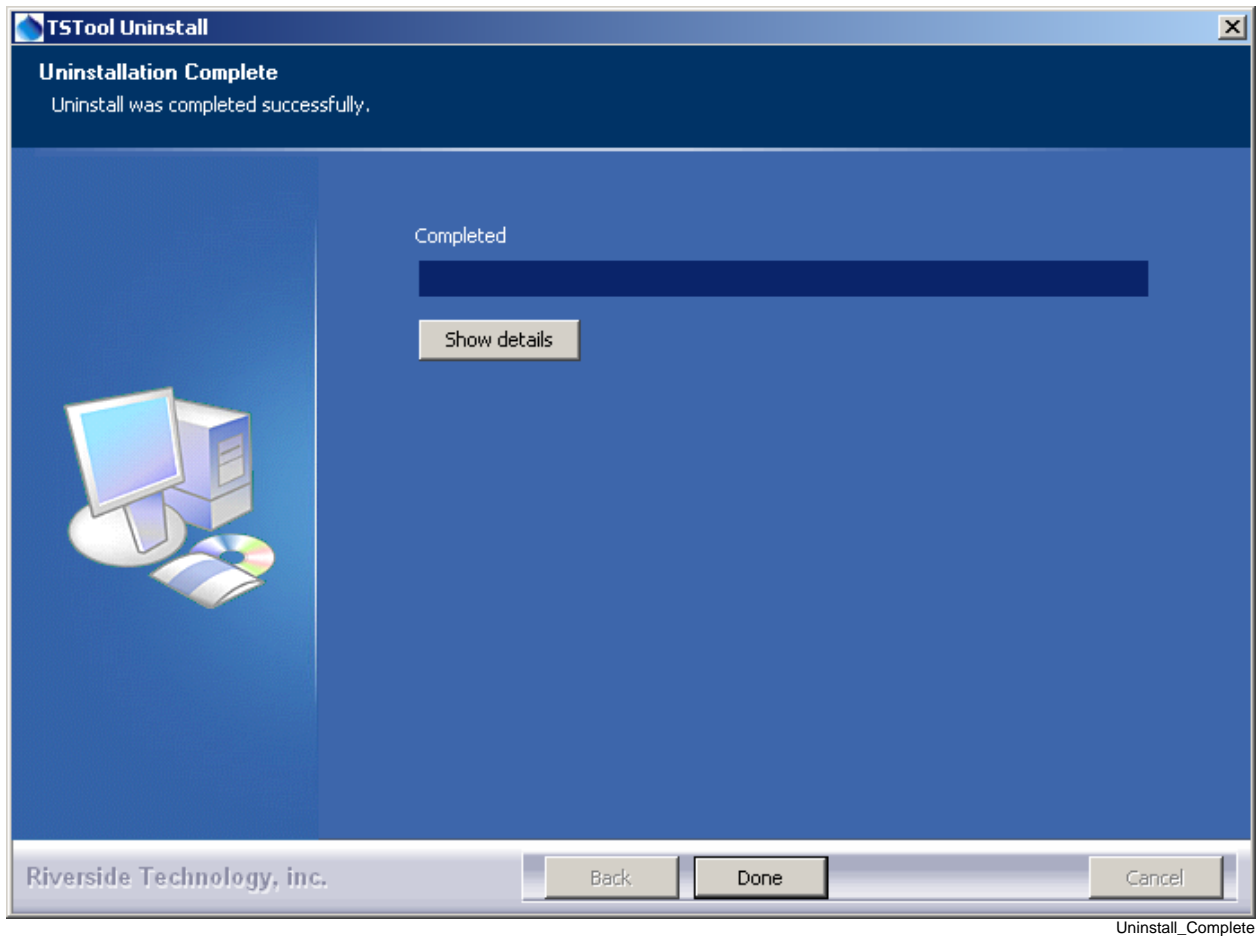 TSTool Uninstall
Uninstallation Complete
Uninstall was completed successfully.
Completed
Show details
Riverside Technology, inc.
Back
Done
Cancel
Uninstall_Complete